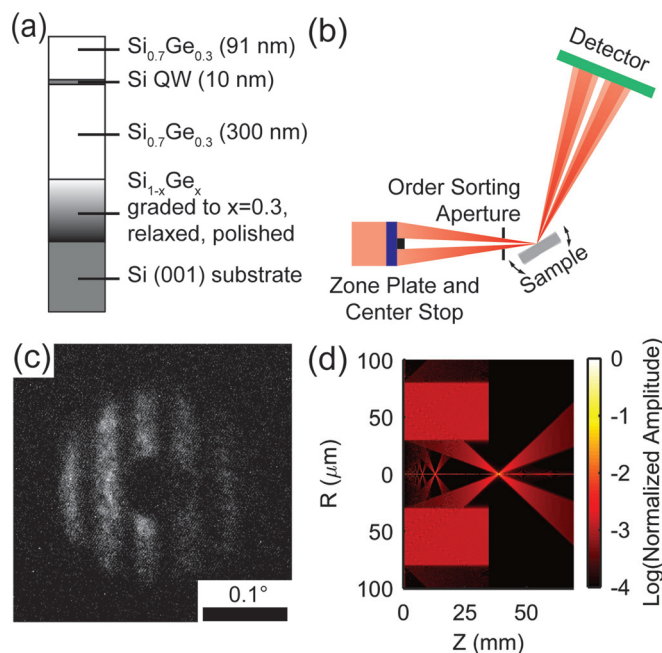 (a)
Si0.7Ge0.3 (91 nm)
Si QW (10 nm)
Si0.7Ge0.3 (300 nm)
Si1-xGex
graded to x=0.3,
relaxed, polished
Si (001) substrate
(b)
Detector
Order Sorting
Aperture
Sample
Zone Plate and
Center Stop
(c)
0.1°
(d)
100
50
0
50
100
R (μm)
0
25
50
Z (mm)
0
-1
-2
-3
-4
Log(Normalized Amplitude)